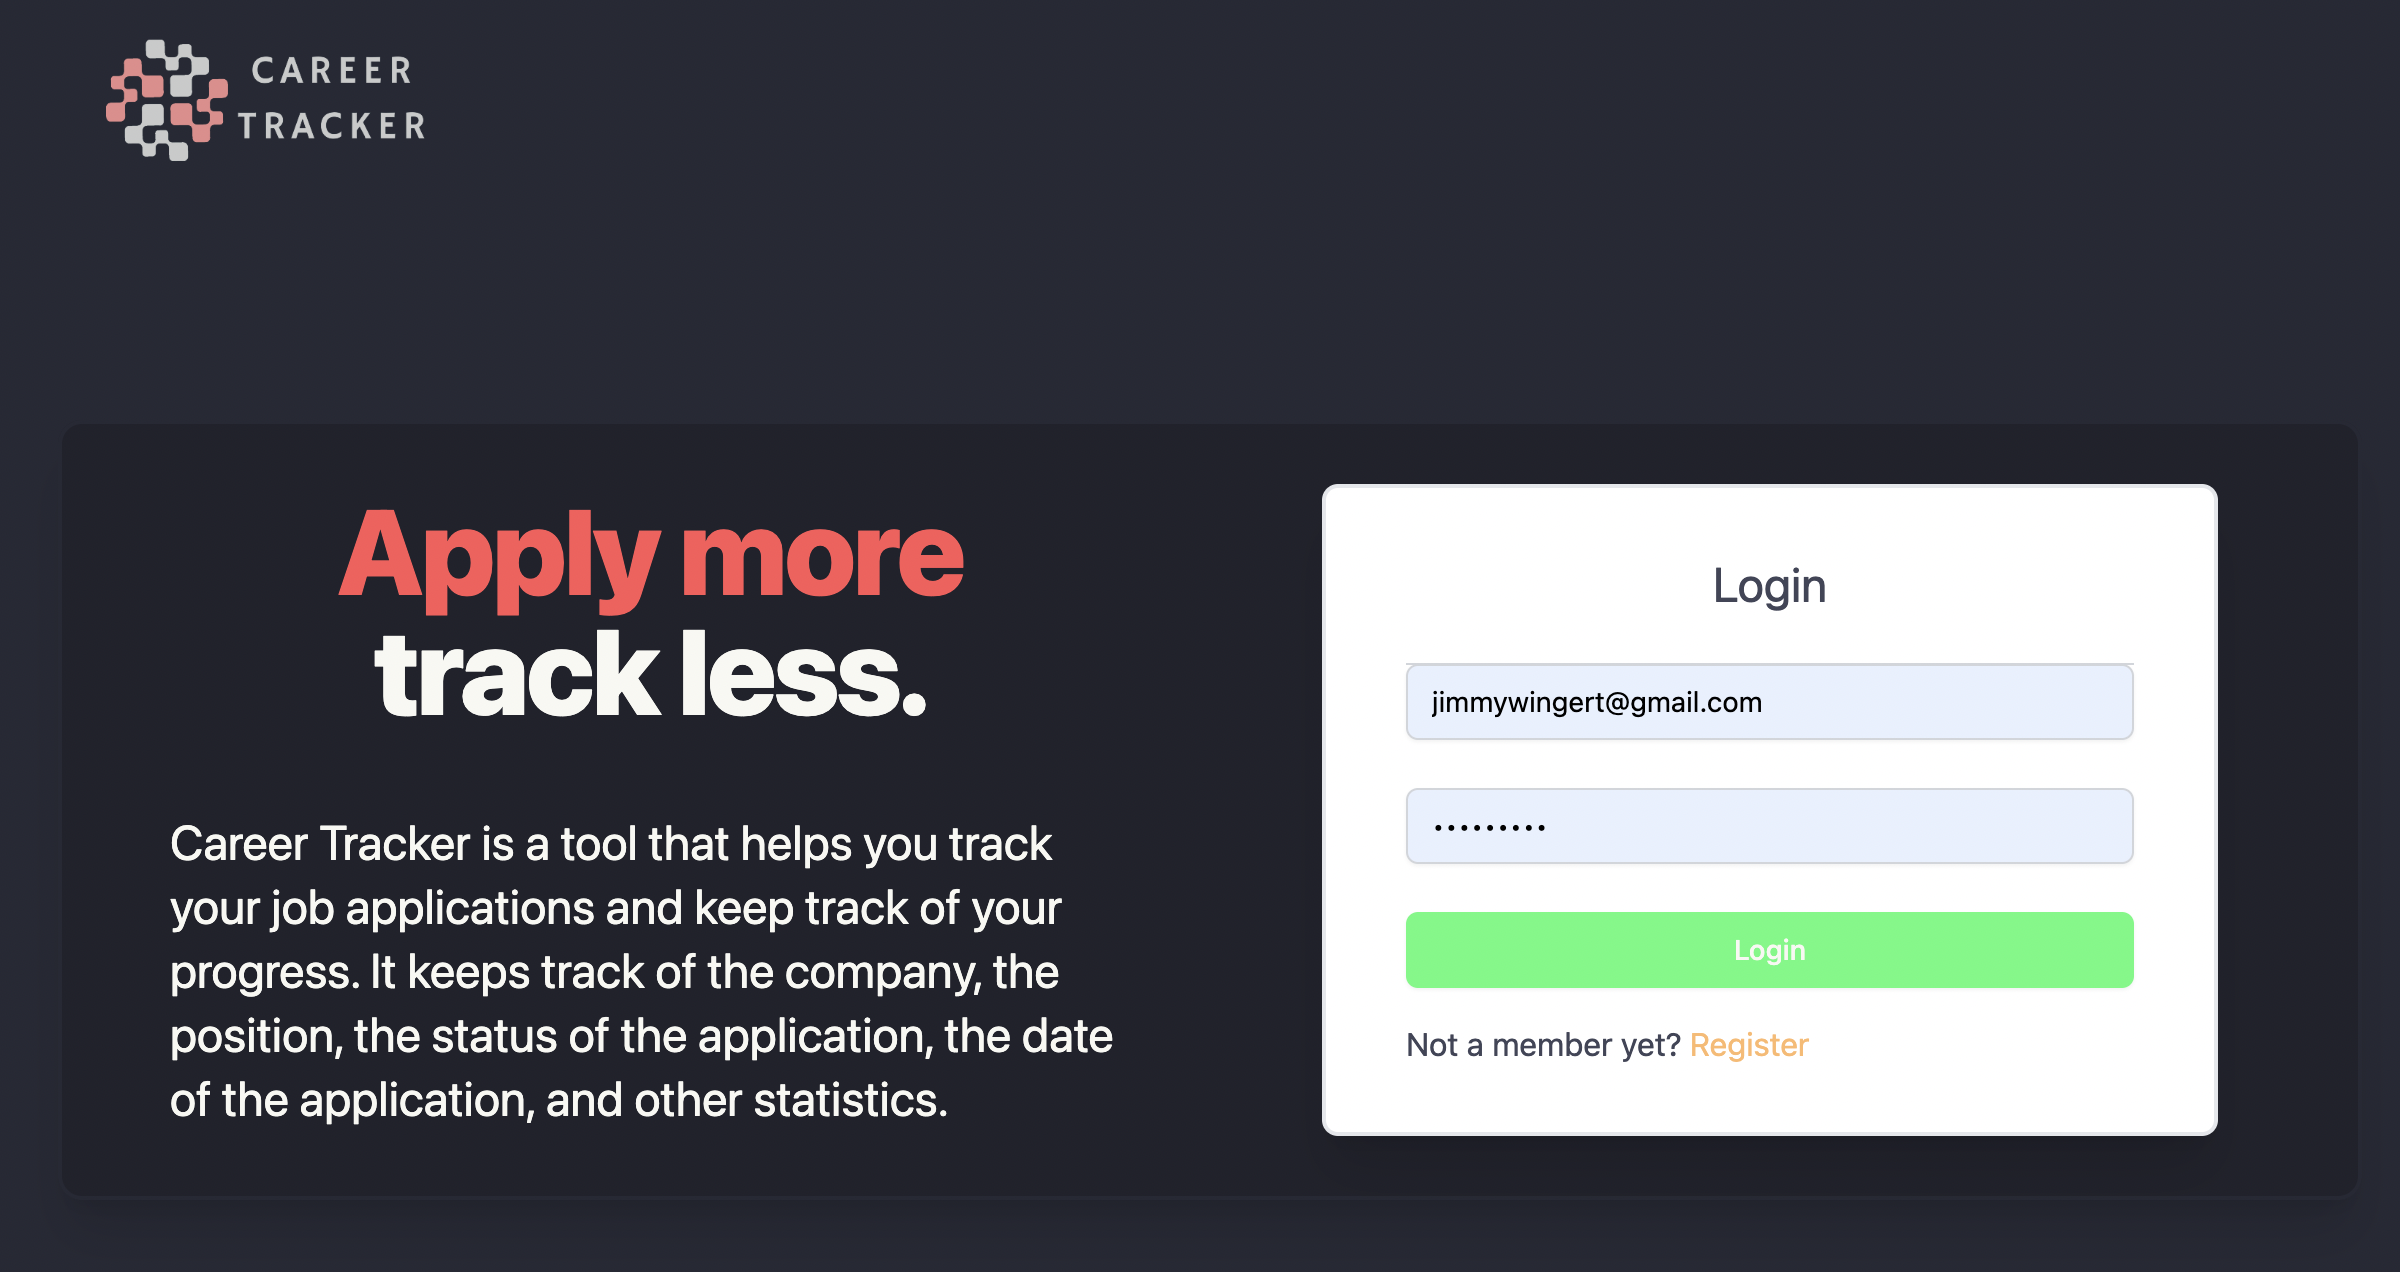 CAREER
TRACKER
Apply more
track less.
Career Tracker is a tool that helps you track
your job applications and keep track of your
progress. It keeps track of the company, the
position, the status of the application, the date
of the application, and other statistics.
Login
jimmywingert@gmail.com
•••••••••
Login
Not a member yet? Register